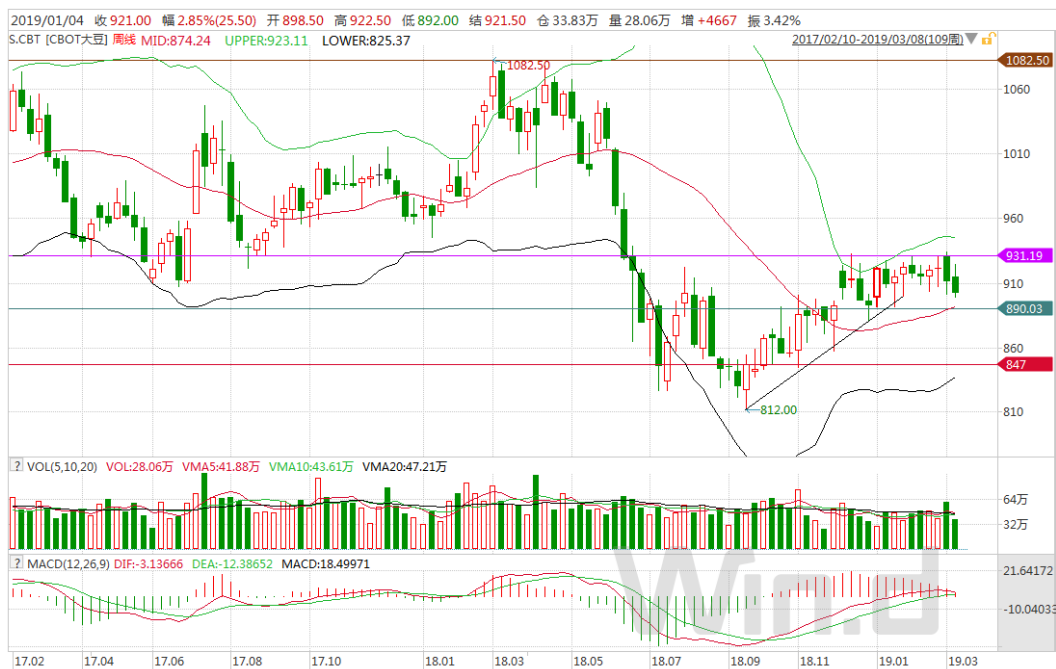 2019/01/04 收 921.00 幅 2.85%(25.50) 开 898.50 高 922.50 低 892.00 结 921.50 仓 33.83万 量 28.06万 增 +4667 振 3.42%
S.CBT [CBOT大豆] 周线 MID:874.24 UPPER:923.11 LOWER:825.37 2017/02/10-2019/03/08(109周)
1082.50
1082.50
1060
1010
960
931.19
910
890.03
860
847
812.00
810
? VOL(5,10,20) VOL:28.06万 VMA5:41.88万 VMA10:43.61万 VMA20:47.21万
64万
32万
? MACD(12,26,9) DIF:-3.13666 DEA:-12.38652 MACD:18.49971
21.64172
-10.04033
Wind
17.02 17.04 17.06 17.08 17.10 18.01 18.03 18.05 18.07 18.09 18.11 19.01 19.03